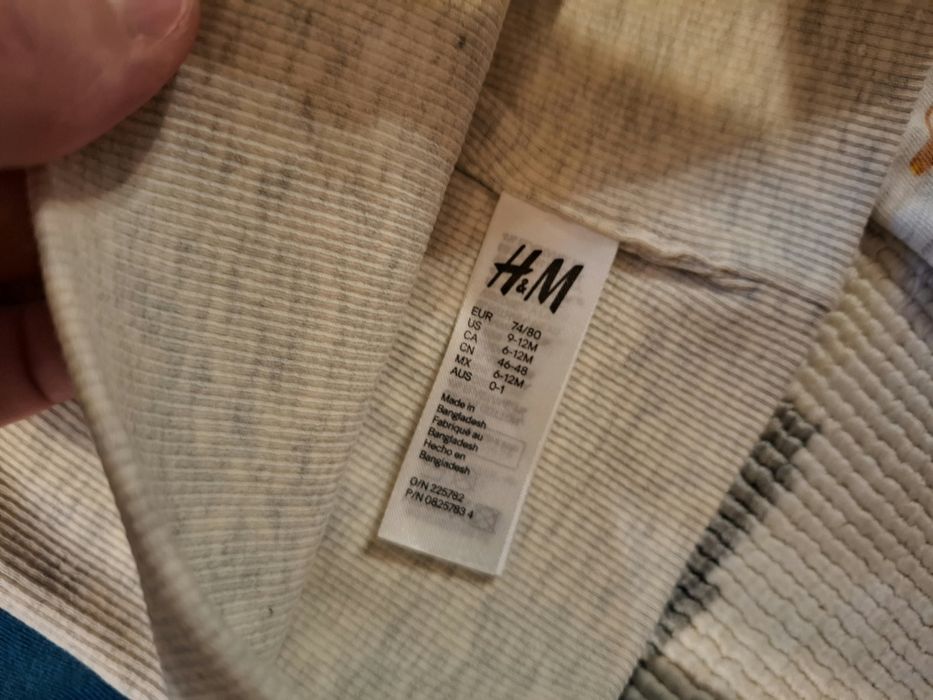 H&M
EUR 74/80
US 9-12M
CA 6-12M
CN 46-48
MX 6-12M
AUS 0-1
Made in
Bangladesh
Fabriqué au
Bangladesh
Hecho en
Bangladesh
O/N 225782
P/N 0825783 4